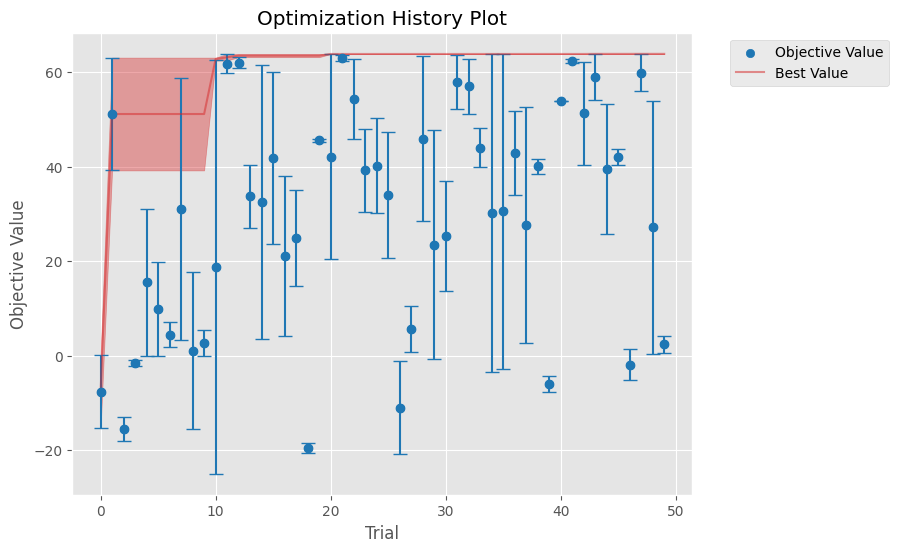 Optimization History Plot
Objective Value
Best Value
Objective Value
60
40
20
0
−20
0 10 20 30 40 50
Trial